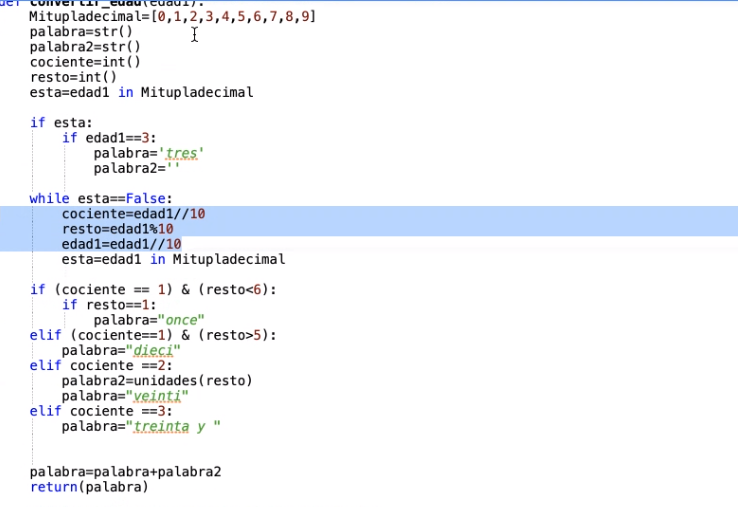 def convertir_edad(edad1):
    Mitupladecimal=[0,1,2,3,4,5,6,7,8,9]
    palabra=str()
    palabra2=str()
    cociente=int()
    resto=int()
    esta=edad1 in Mitupladecimal
    if esta:
        if edad1==3:
            palabra='tres'
            palabra2=''
    while esta==False:
        cociente=edad1//10
        resto=edad1%10
        edad1=edad1//10
        esta=edad1 in Mitupladecimal
    if (cociente == 1) & (resto<6):
        if resto==1:
            palabra="once"
    elif (cociente==1) & (resto>5):
        palabra="dieci"
    elif cociente ==2:
        palabra2=unidades(resto)
        palabra="veinti"
    elif cociente ==3:
        palabra="treinta y "
    palabra=palabra+palabra2
    return(palabra)